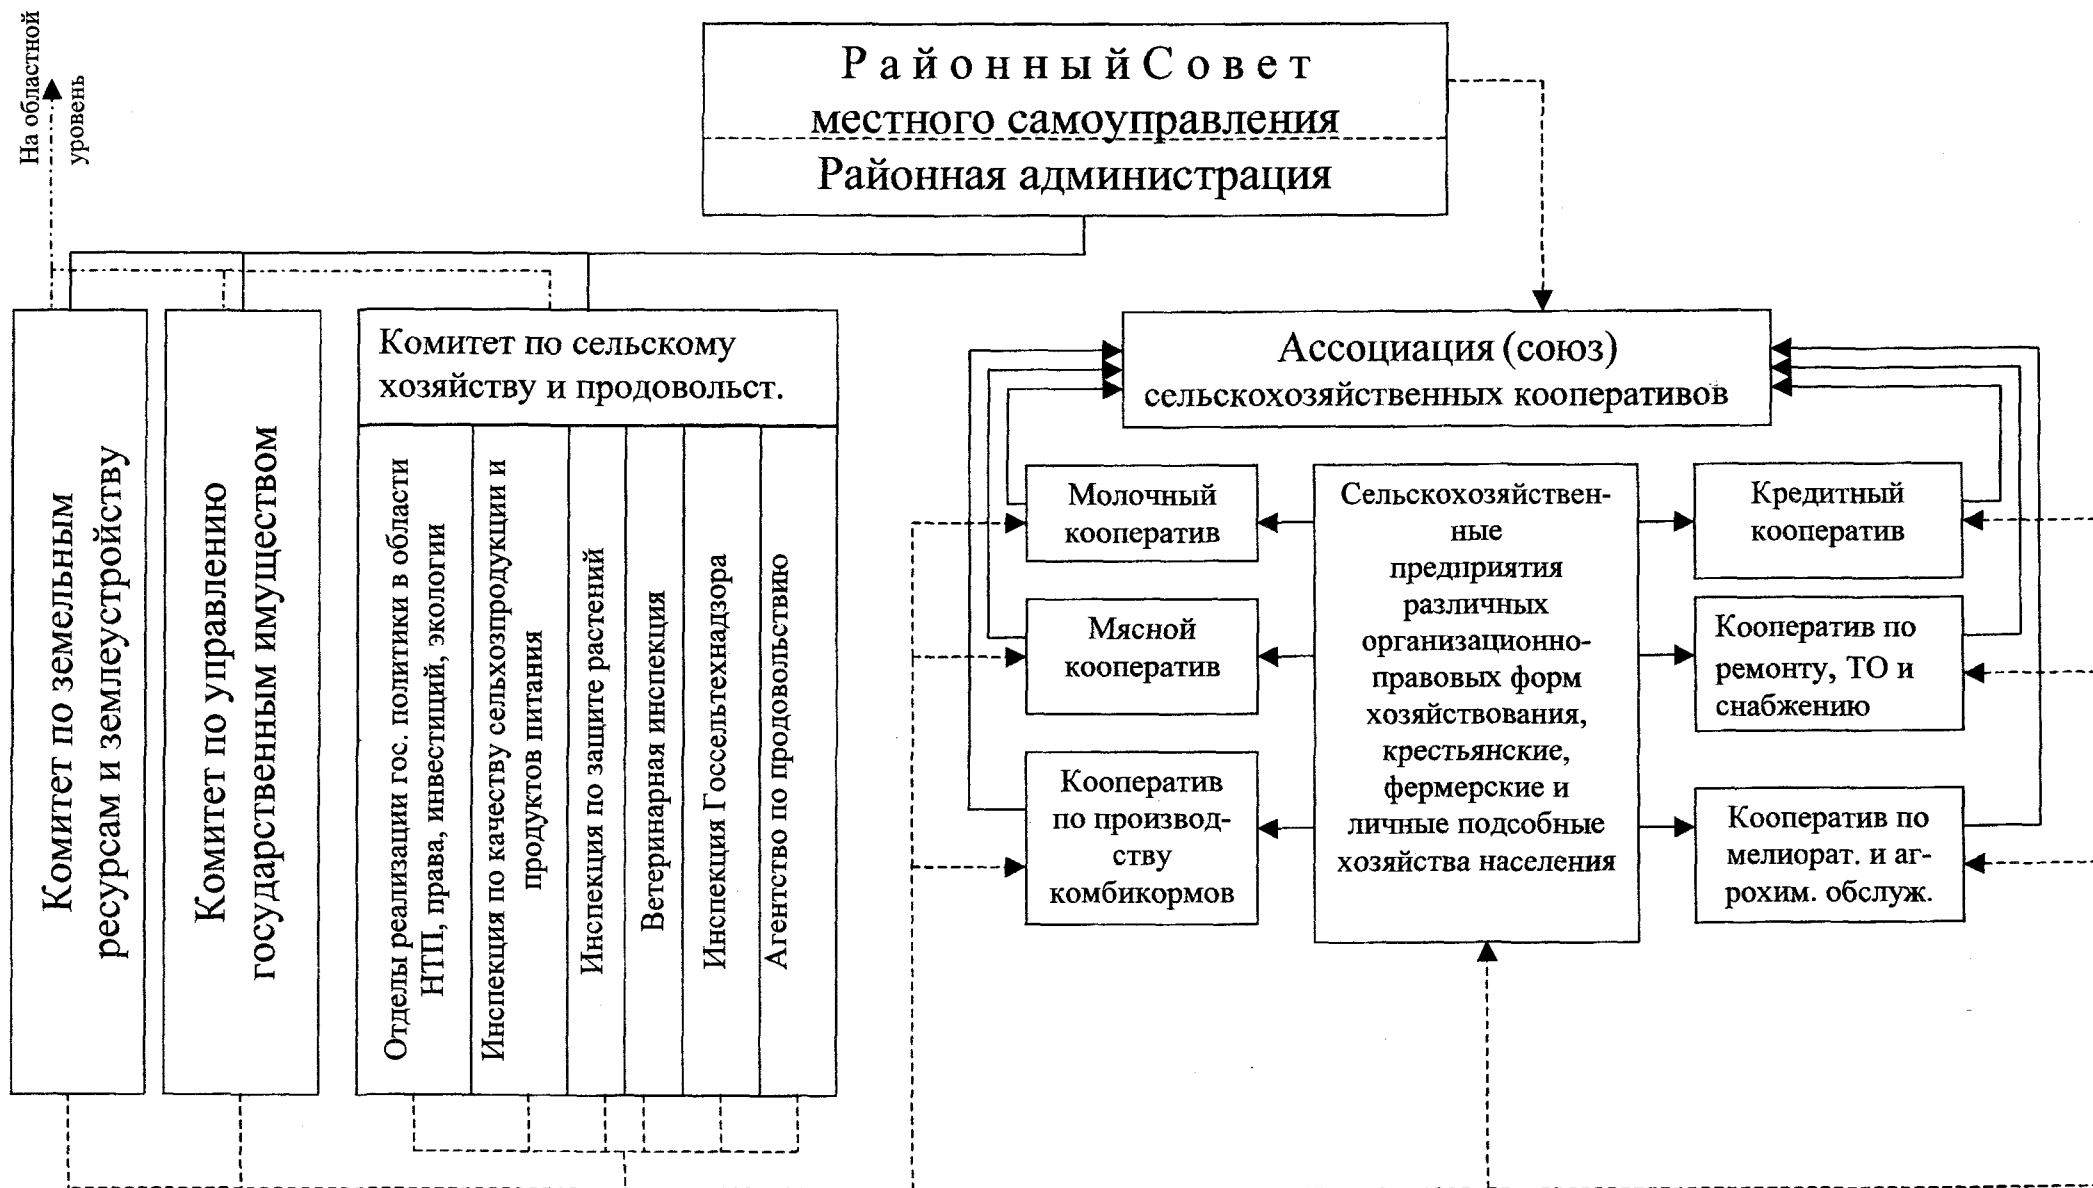 На областной
уровень
Р а й о н н ы й С о в е т
местного самоуправления
Районная администрация
Комитет по земельным
ресурсам и землеустройству
Комитет по управлению
государственным имуществом
Комитет по сельскому
хозяйству и продовольст.
Отделы реализации гос. политики в области
НТП, права, инвестиций, экологии
Инспекция по качеству сельхозпродукции и
продуктов питания
Инспекция по защите растений
Ветеринарная инспекция
Инспекция Госсельтехнадзора
Агентство по продовольствию
Ассоциация (союз)
сельскохозяйственных кооперативов
Молочный
кооператив
Мясной
кооператив
Кооператив
по производ-
ству
комбикормов
Сельскохозяйствен-
ные
предприятия
различных
организационно-
правовых форм
хозяйствования,
крестьянские,
фермерские и
личные подсобные
хозяйства населения
Кредитный
кооператив
Кооператив по
ремонту, ТО и
снабжению
Кооператив по
мелиорат. и аг-
рохим. обслуж.